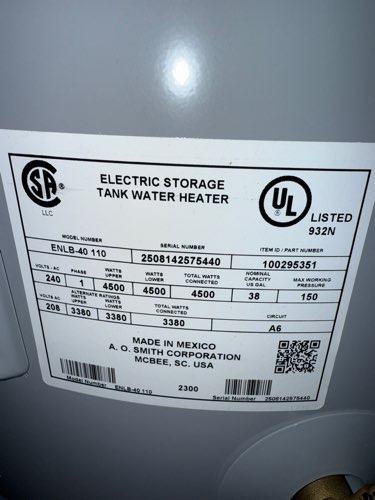 SA ®
LLC
ELECTRIC STORAGE
TANK WATER HEATER
UL ®
LISTED
932N
MODEL NUMBER SERIAL NUMBER ITEM ID / PART NUMBER
ENLB-40 110 2508142575440 100295351
VOLTS - AC PHASE WATTS UPPER WATTS LOWER TOTAL WATTS CONNECTED NOMINAL CAPACITY US GAL MAX WORKING PRESSURE
240 1 4500 4500 4500 38 150
VOLTS - AC ALTERNATE RATINGS WATTS UPPER WATTS LOWER TOTAL WATTS CONNECTED CIRCUIT
208 3380 3380 3380 A6
MADE IN MEXICO
A. O. SMITH CORPORATION
MCBEE, SC. USA
Model Number ENLB-40 110 2300 Serial Number 2508142575440